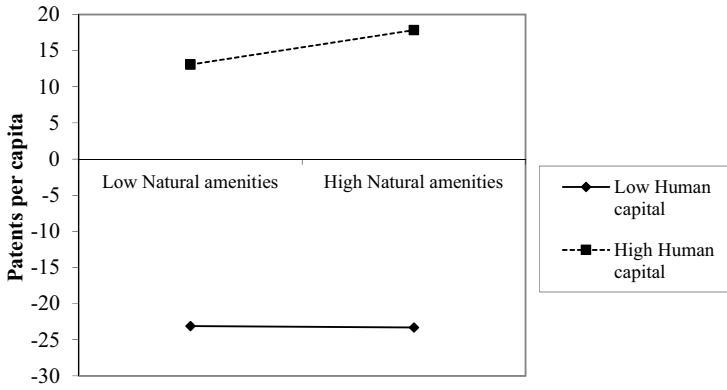 20
15
10
5
0
-5
-10
-15
-20
-25
-30
Patents per capita
Low Natural amenities
High Natural amenities
Low Human
capital
High Human
capital